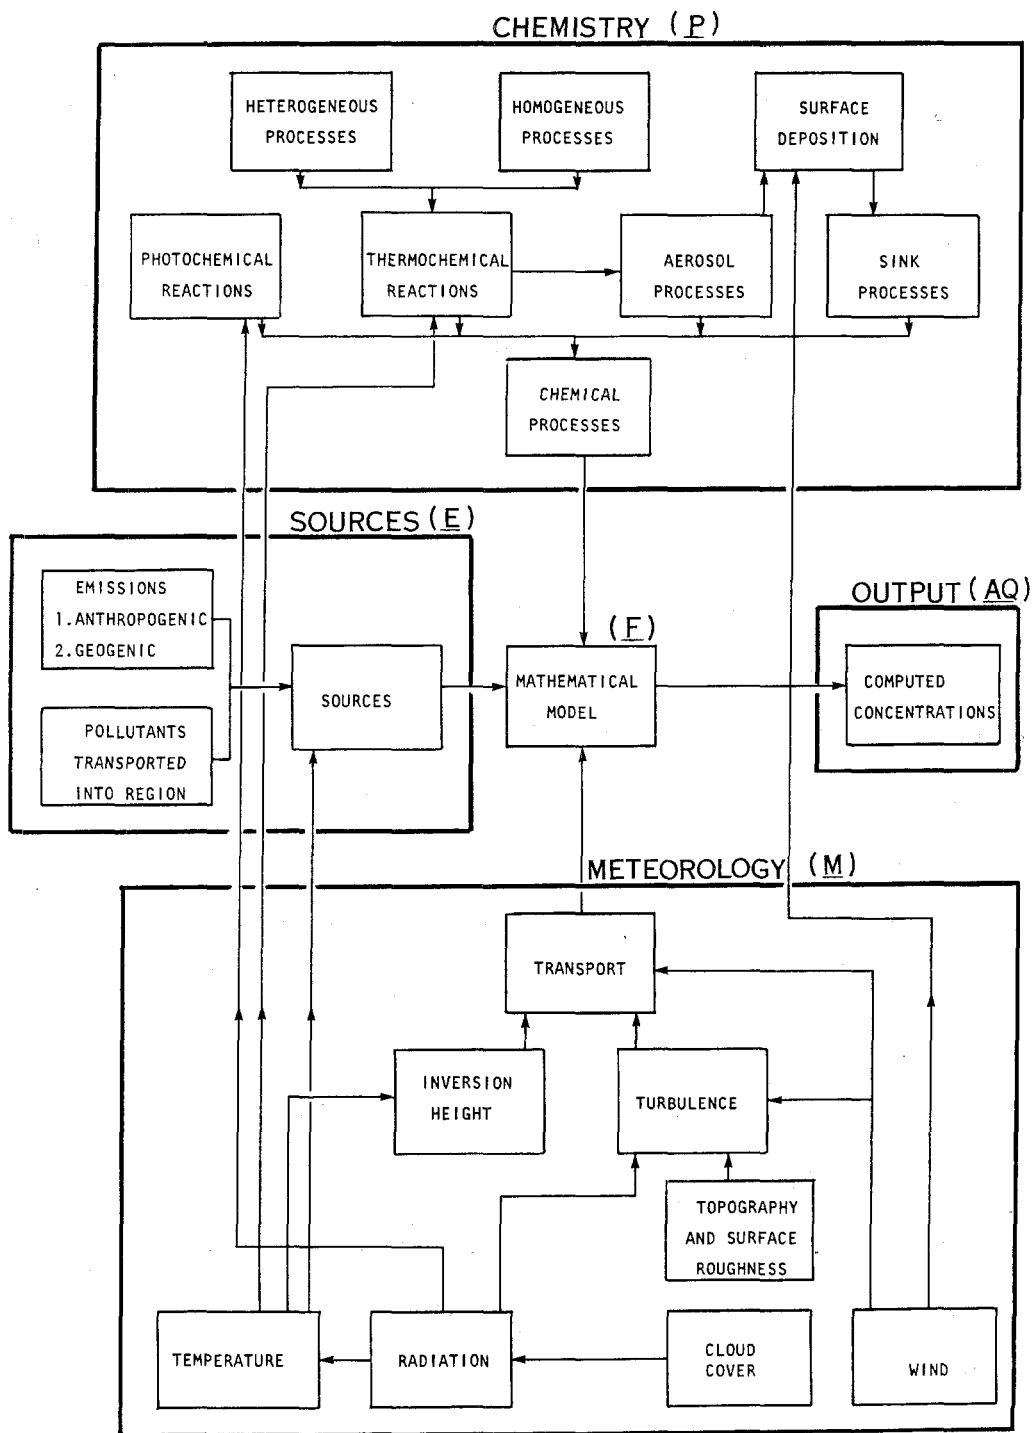 CHEMISTRY (P)
HETEROGENEOUS
PROCESSES
HOMOGENEOUS
PROCESSES
SURFACE
DEPOSITION
PHOTOCHEMICAL
REACTIONS
THERMOCHEMICAL
REACTIONS
AEROSOL
PROCESSES
SINK
PROCESSES
CHEMICAL
PROCESSES
SOURCES (E)
EMISSIONS
1. ANTHROPOGENIC
2. GEOGENIC
POLLUTANTS
TRANSPORTED
INTO REGION
SOURCES
(F)
MATHEMATICAL
MODEL
OUTPUT (AQ)
COMPUTED
CONCENTRATIONS
METEOROLOGY (M)
TRANSPORT
INVERSION
HEIGHT
TURBULENCE
TOPOGRAPHY
AND SURFACE
ROUGHNESS
TEMPERATURE
RADIATION
CLOUD
COVER
WIND